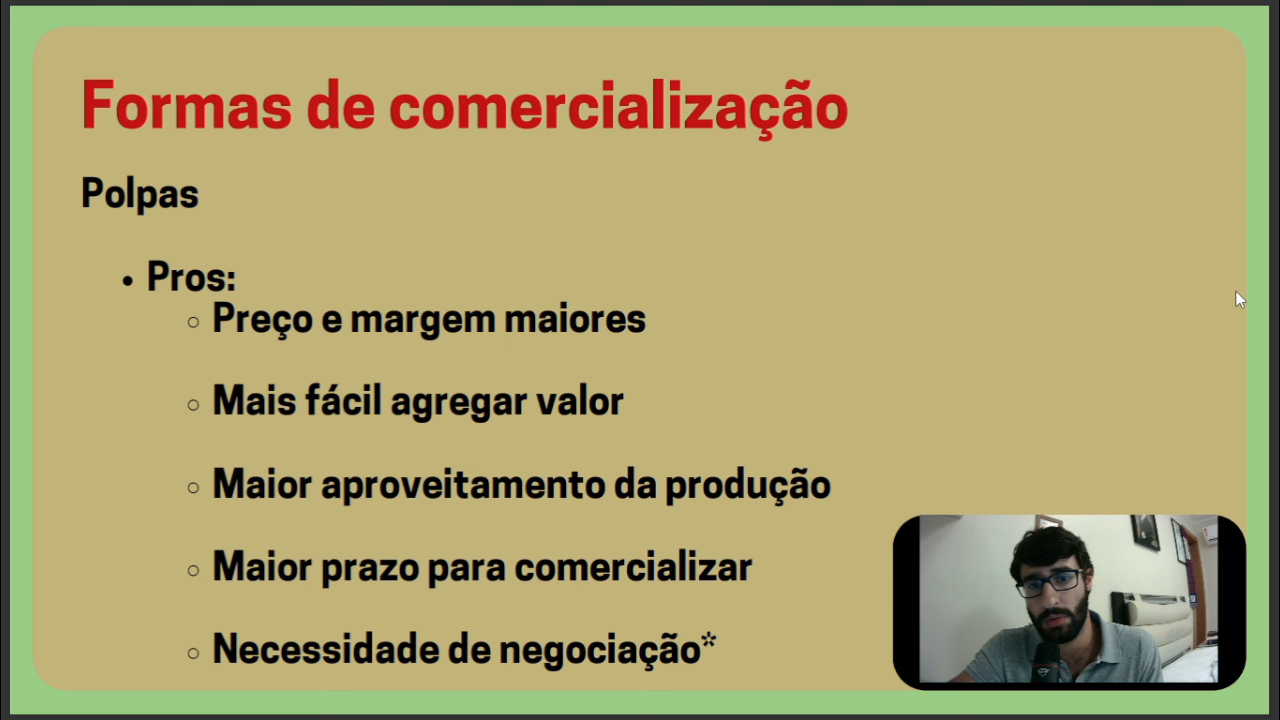 Formas de comercialização
Polpas
Pros:
Preço e margem maiores
Mais fácil agregar valor
Maior aproveitamento da produção
Maior prazo para comercializar
Necessidade de negociação*